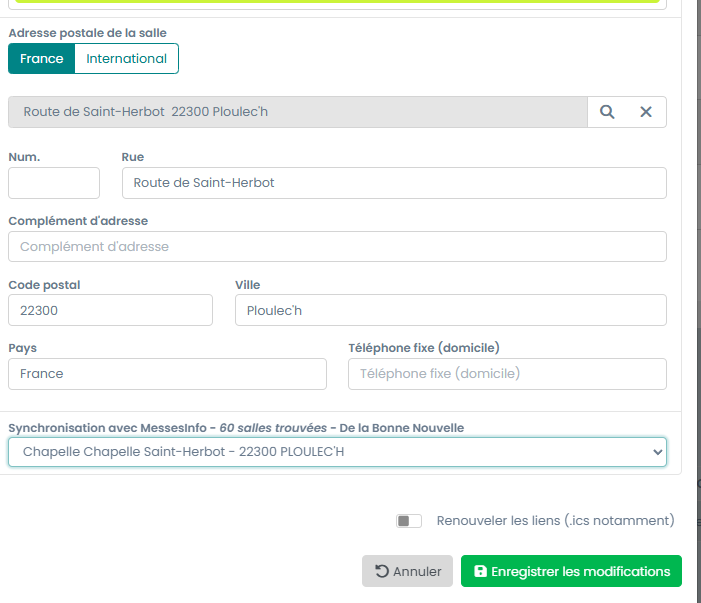 Adresse postale de la salle
France International
Route de Saint-Herbot 22300 Ploulec'h
Num. Rue
Route de Saint-Herbot
Complément d'adresse
Complément d'adresse
Code postal Ville
22300 Ploulec'h
Pays Téléphone fixe (domicile)
France Téléphone fixe (domicile)
Synchronisation avec MessesInfo - 60 salles trouvées - De la Bonne Nouvelle
Chapelle Chapelle Saint-Herbot - 22300 PLOULEC'H
Renouveler les liens (.ics notamment)
Annuler Enregistrer les modifications